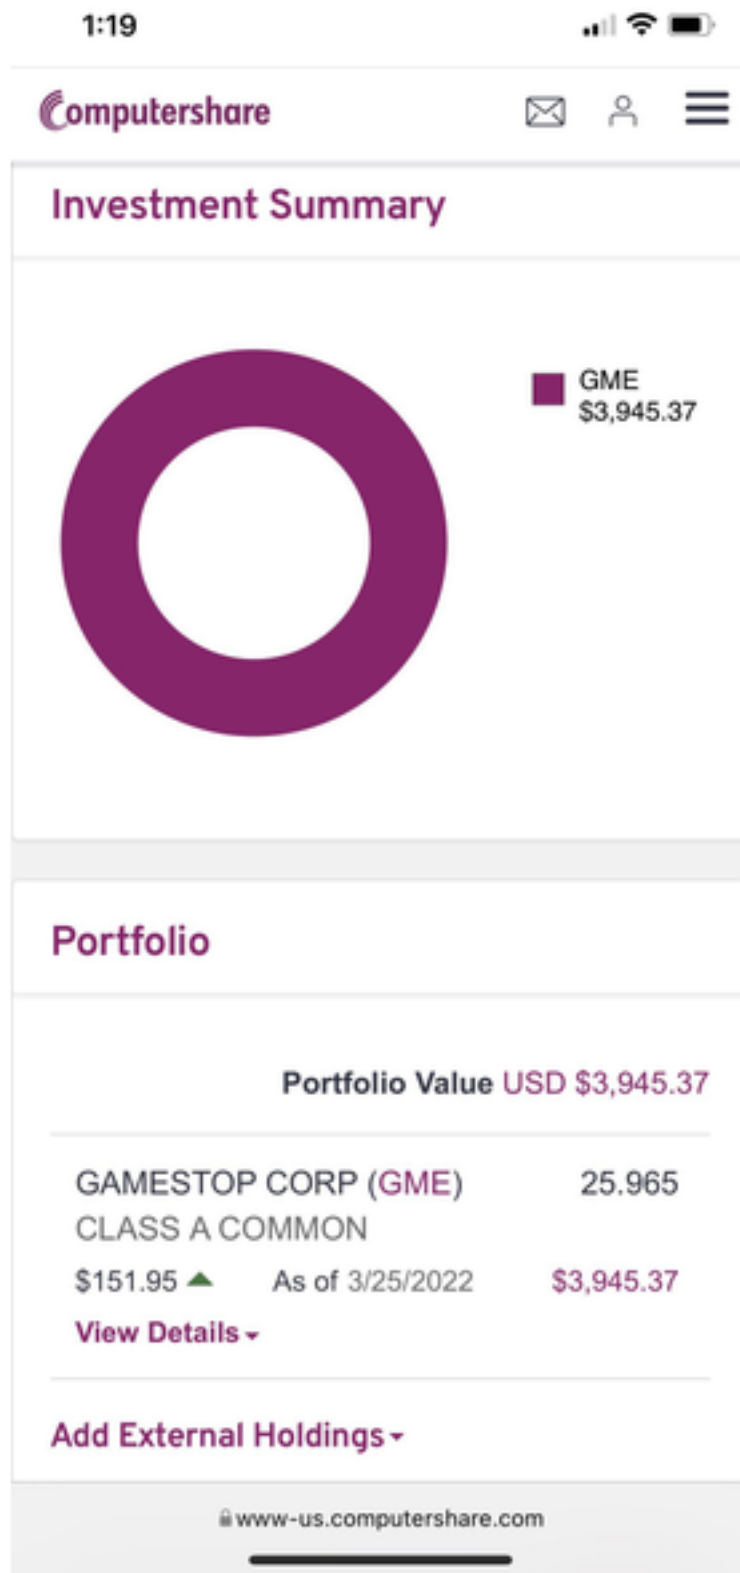 1:19
Computershare
Investment Summary
GME
$3,945.37
Portfolio
Portfolio Value USD $3,945.37
GAMESTOP CORP (GME) 25.965
CLASS A COMMON
$151.95 As of 3/25/2022 $3,945.37
View Details
Add External Holdings
www-us.computershare.com